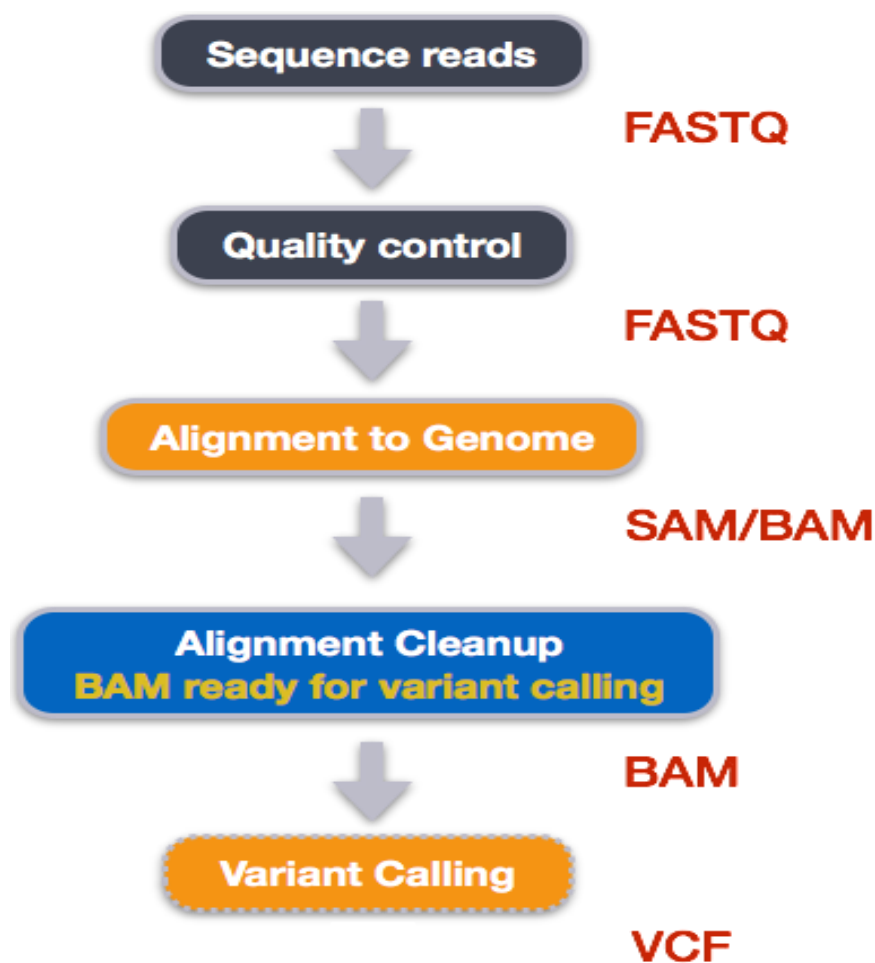 Sequence reads
FASTQ
Quality control
FASTQ
Alignment to Genome
SAM/BAM
Alignment Cleanup
BAM ready for variant calling
BAM
Variant Calling
VCF